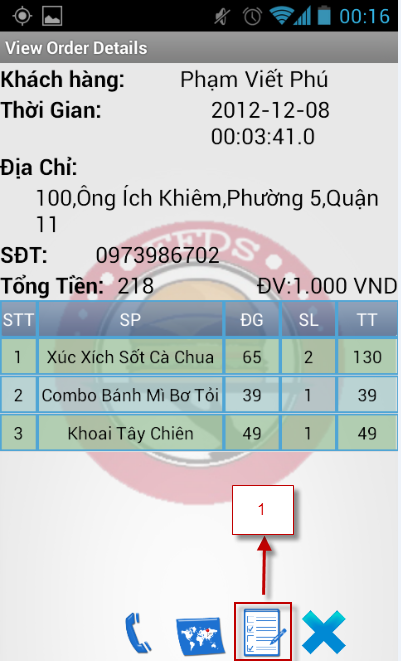 00:16
View Order Details
Khách hàng: Phạm Viết Phú
Thời Gian: 2012-12-08
00:03:41.0
Địa Chỉ:
100,Ông Ích Khiêm,Phường 5,Quận
11
SĐT: 0973986702
Tổng Tiền: 218 ĐV:1.000 VND
STT SP ĐG SL TT
1 Xúc Xích Sốt Cà Chua 65 2 130
2 Combo Bánh Mì Bơ Tỏi 39 1 39
3 Khoai Tây Chiên 49 1 49
1